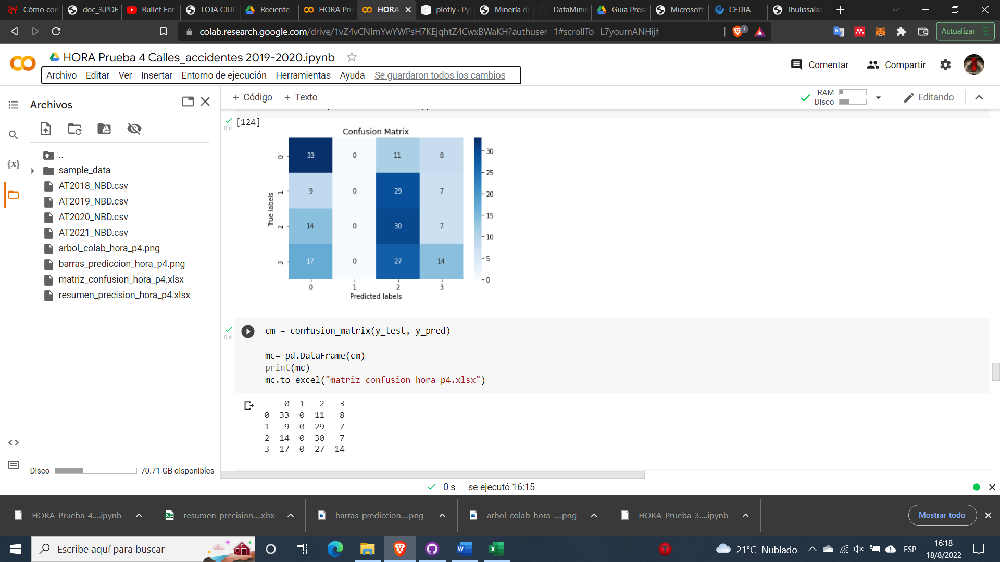 Cómo con
doc_3.PDF
Bullet For
LOJA CIUD
Reciente -
HORA Pru
HORA
plotly · Pyl
Minería de
DataMinin
Guia Prese
Microsoft
CEDIA
Jhulissalsa
colab.research.google.com/drive/1vZ4vCNImYwYWPsH7KEjqhtZ4CwxBWaKH?authuser=1#scrollTo=L7youmANHijf
1
Actualizar
HORA Prueba 4 Calles_accidentes 2019-2020.ipynb
Comentar
Compartir
Archivo Editar Ver Insertar Entorno de ejecución Herramientas Ayuda Se guardaron todos los cambios
Archivos
+ Código + Texto
RAM
Disco
Editando
..
sample_data
AT2018_NBD.csv
AT2019_NBD.csv
AT2020_NBD.csv
AT2021_NBD.csv
arbol_colab_hora_p4.png
barras_prediccion_hora_p4.png
matriz_confusion_hora_p4.xlsx
resumen_precision_hora_p4.xlsx
Disco 70.71 GB disponibles
0 s
[124]
Confusion Matrix
True labels
0 33 0 11 8
1 9 0 29 7
2 14 0 30 7
3 17 0 27 14
0 1 2 3
Predicted labels
30
25
20
15
10
5
0
0 s
cm = confusion_matrix(y_test, y_pred)
mc= pd.DataFrame(cm)
print(mc)
mc.to_excel("matriz_confusion_hora_p4.xlsx")
0 1 2 3
0 33 0 11 8
1 9 0 29 7
2 14 0 30 7
3 17 0 27 14
0 s se ejecutó 16:15
HORA_Prueba_4....ipynb
resumen_precision....xlsx
barras_prediccion....png
arbol_colab_hora_....png
HORA_Prueba_3....ipynb
Mostrar todo
Escribe aquí para buscar
21°C Nublado
ESP
16:18
18/8/2022